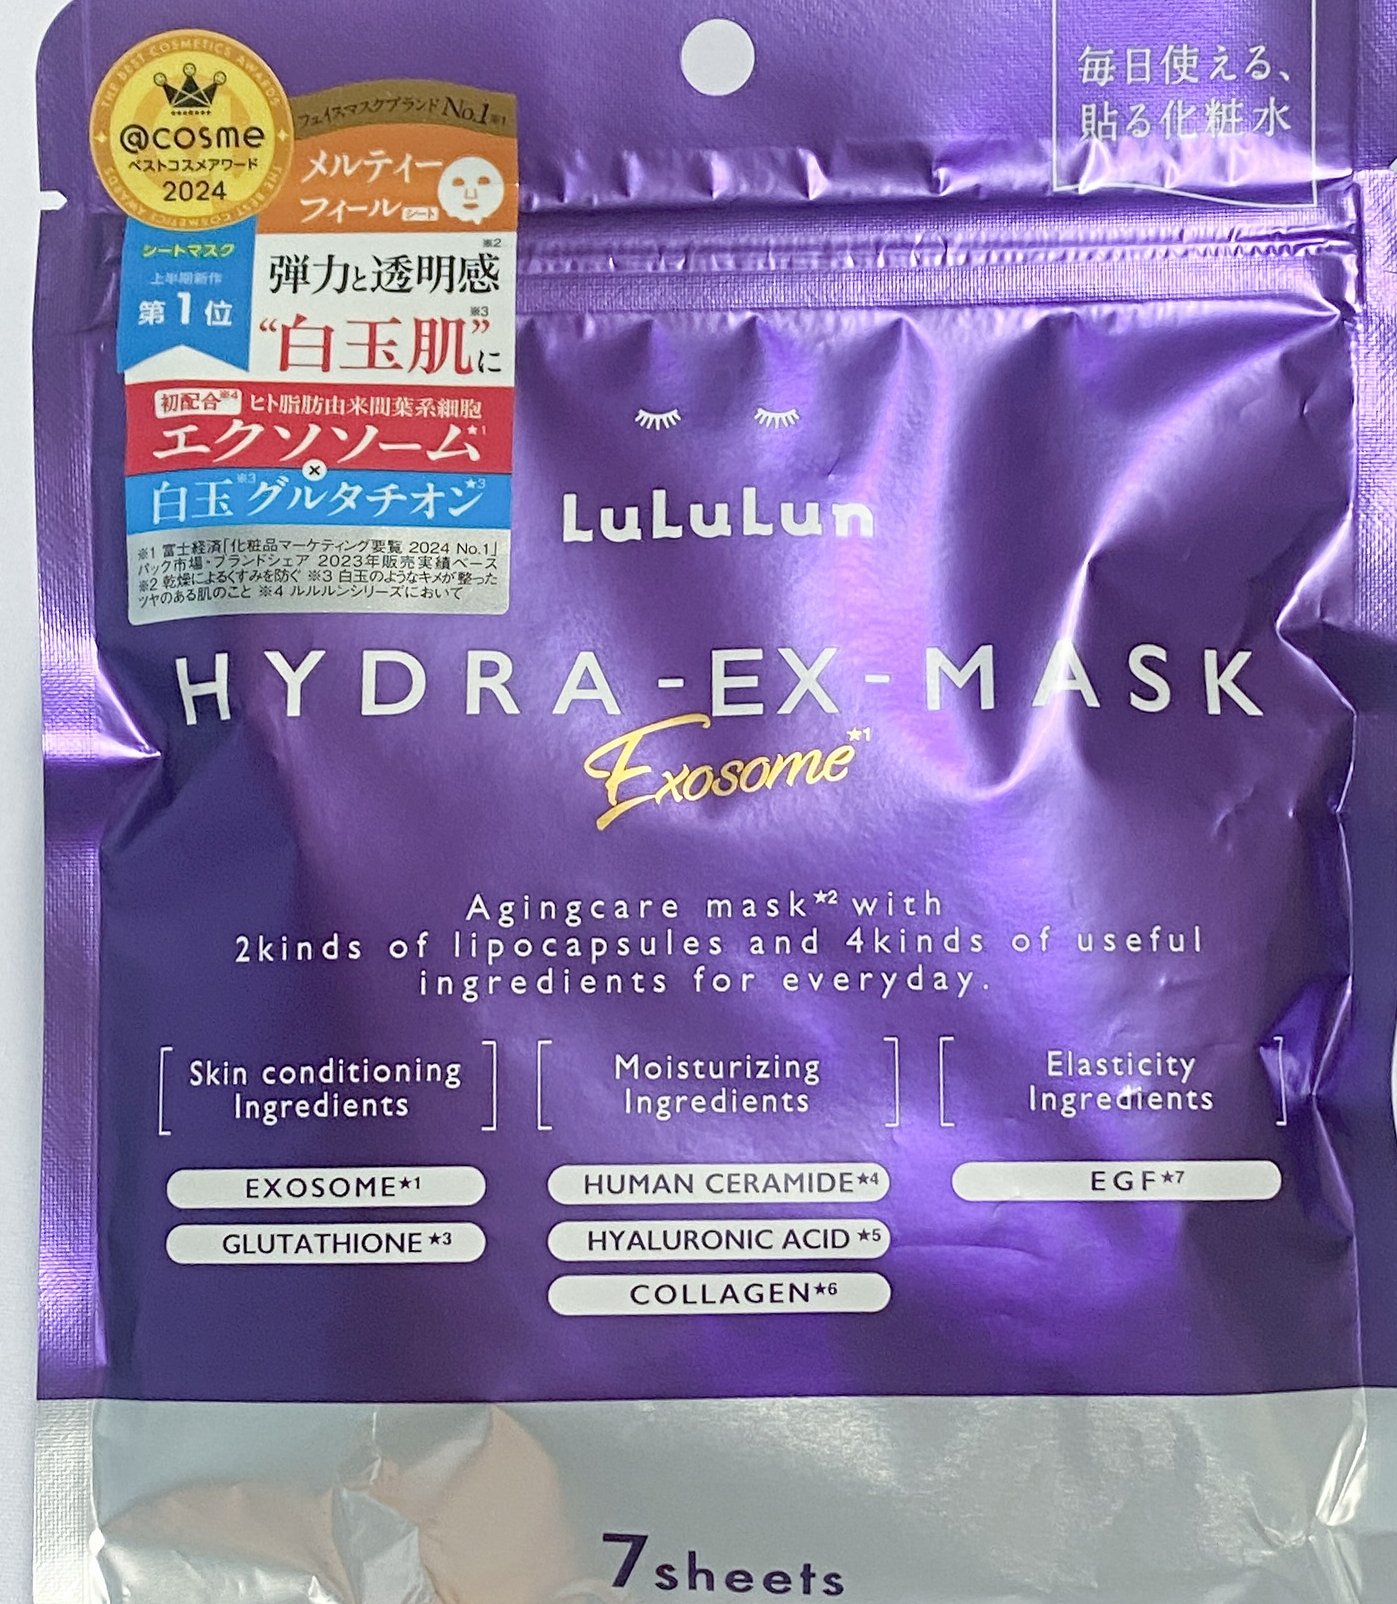 毎日使える、
貼る化粧水
THE BEST COSMETICS AWARDS
@cosme
ベストコスメアワード
2024
シートマスク
上半期新作
第1位
フェイスマスクブランド No.1※1
メルティー
フィールシート
弾力と透明感※2
“白玉肌”※3に
初配合※4 ヒト脂肪由来間葉系細胞
エクソソーム★1
×
白玉※3グルタチオン★3
※1 富士経済「化粧品マーケティング要覧 2024 No.1」
パック市場・ブランドシェア 2023年販売実績ベース
※2 乾燥によるくすみを防ぐ ※3 白玉のようなキメが整った
ツヤのある肌のこと ※4 ルルルンシリーズにおいて
LuLuLun
HYDRA-EX-MASK
Exosome★1
Agingcare mask★2 with
2kinds of lipocapsules and 4kinds of useful
ingredients for everyday.
Skin conditioning
Ingredients
EXOSOME★1
GLUTATHIONE★3
Moisturizing
Ingredients
HUMAN CERAMIDE★4
HYALURONIC ACID★5
COLLAGEN★6
Elasticity
Ingredients
EGF★7
7sheets